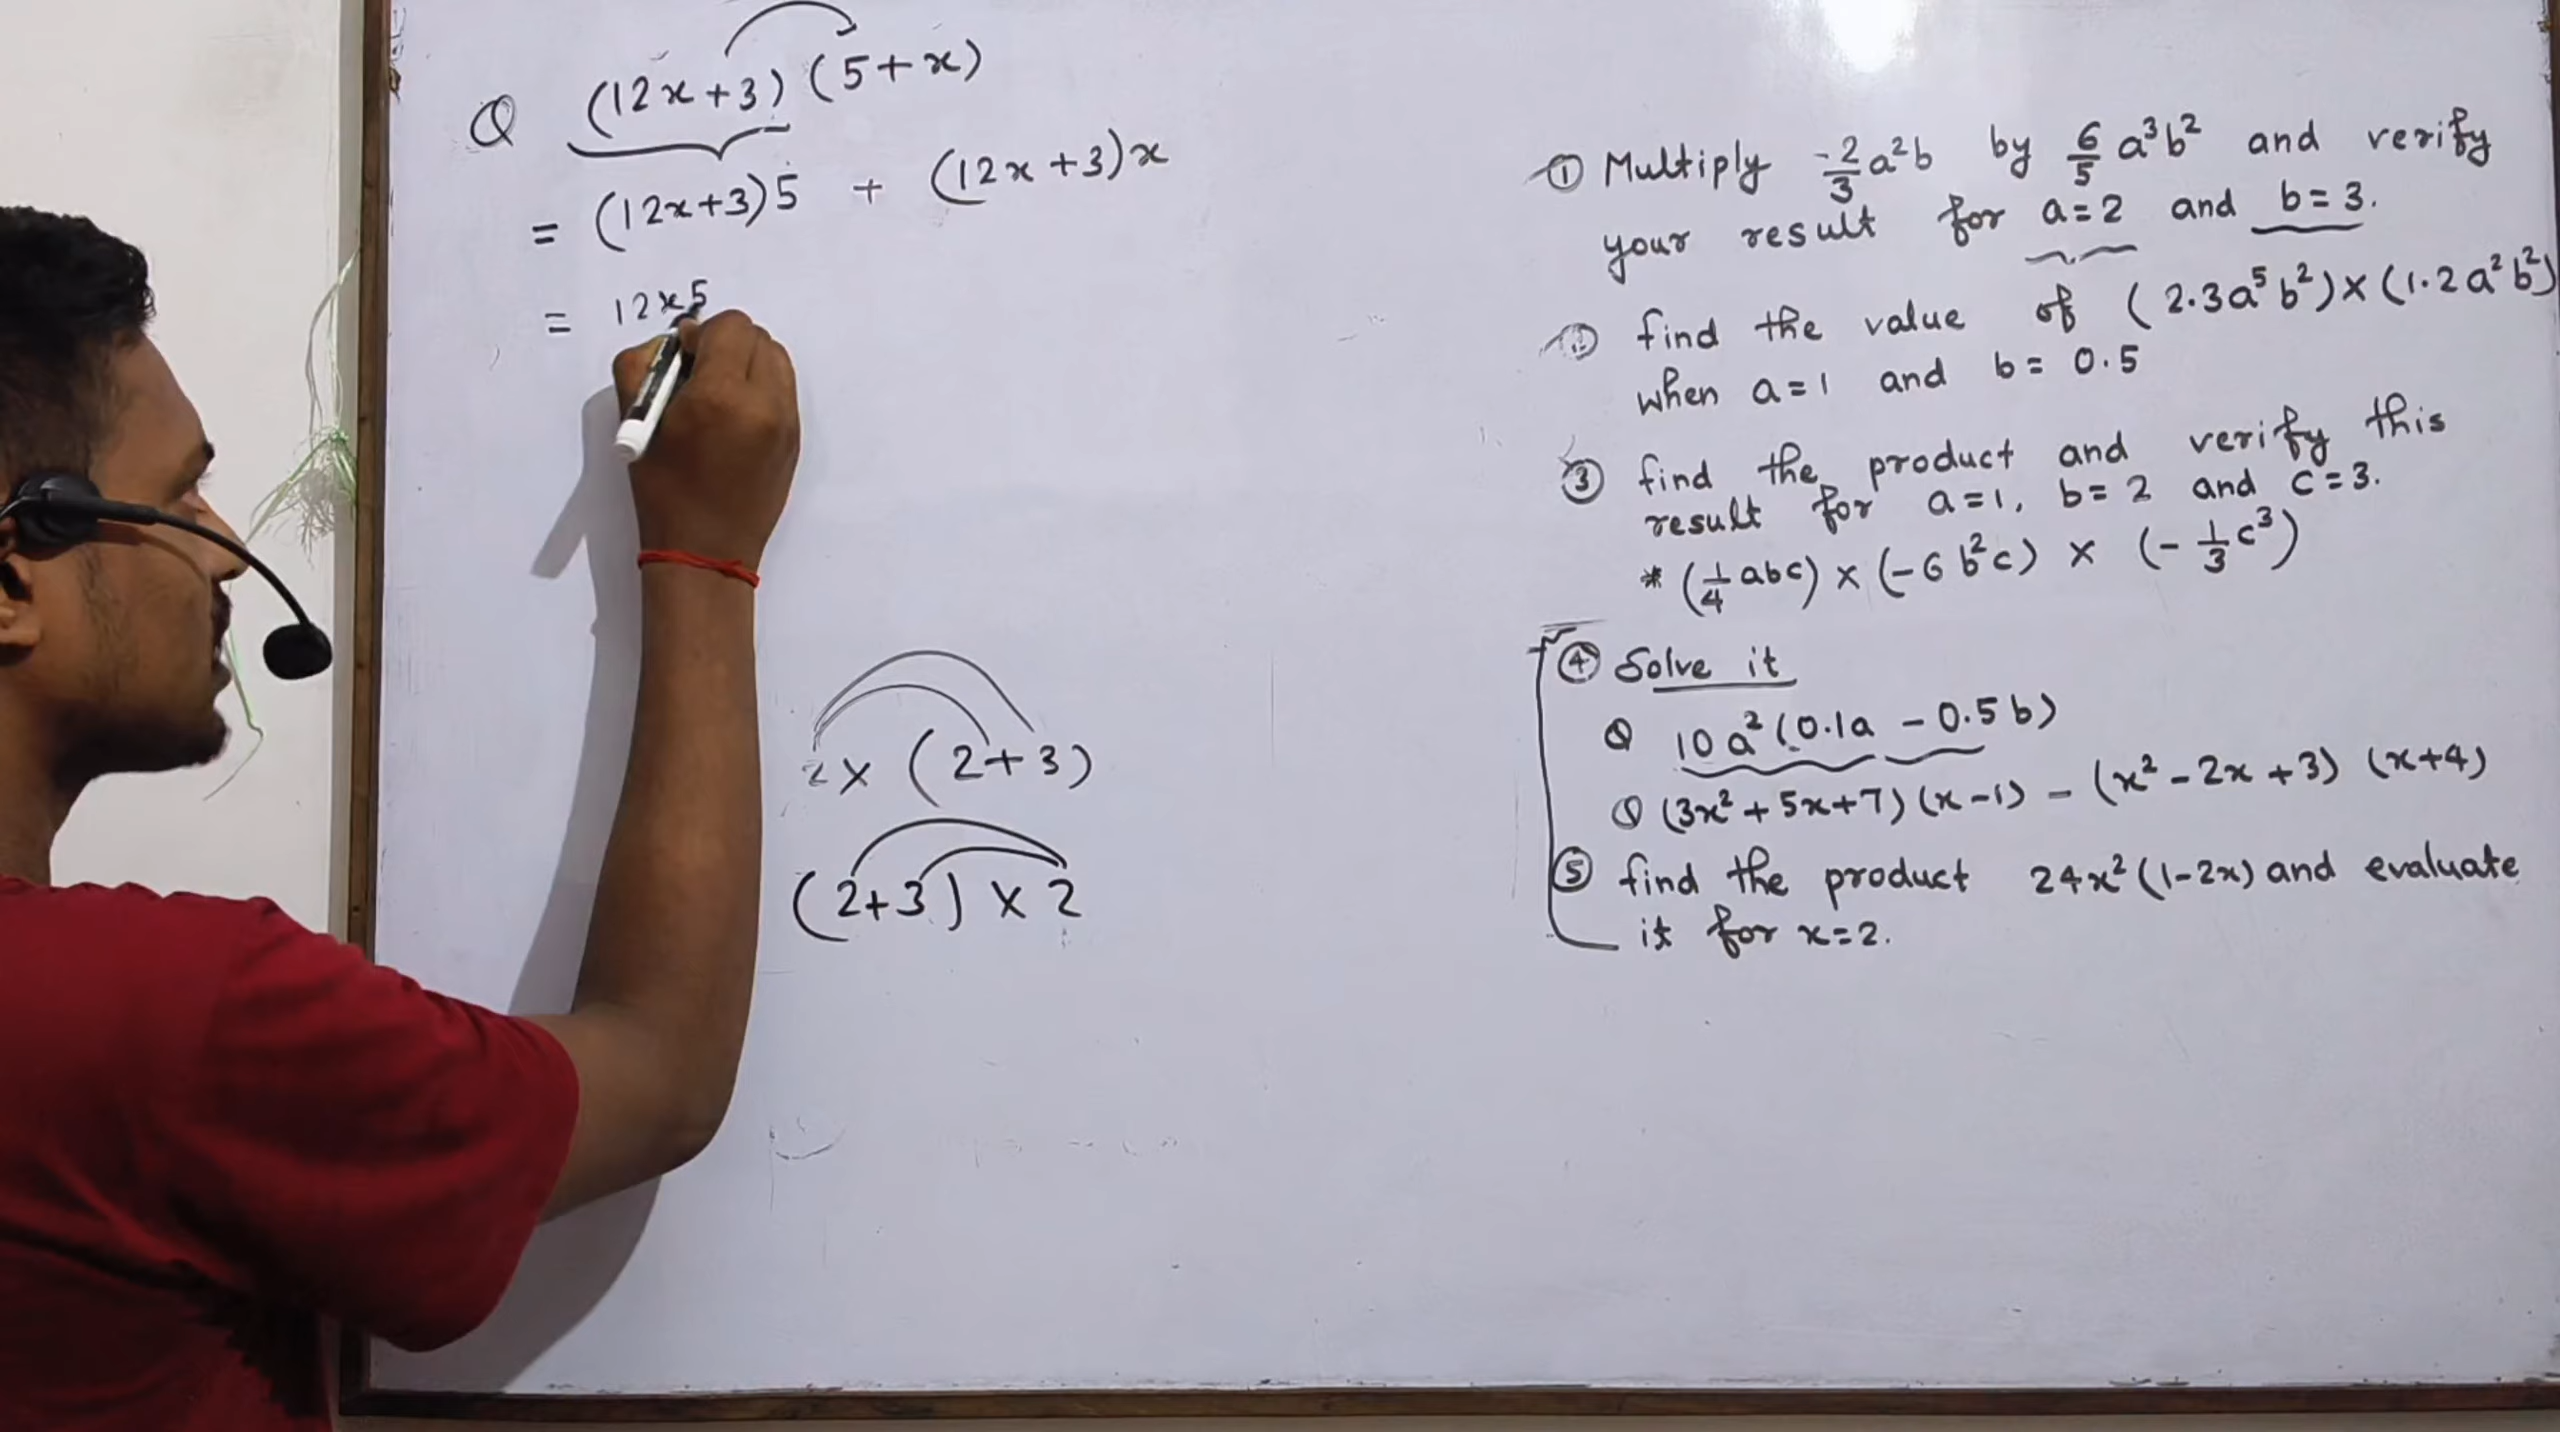 Q (12x+3) (5+x)
= (12x+3)5 + (12x+3)x
= 12x5
2 x (2+3)
(2+3) x 2
① Multiply -2/3 a²b by 6/5 a³b² and verify
your result for a=2 and b=3.
② find the value of (2.3a⁵b²)×(1.2a²b²)
when a=1 and b= 0.5
③ find the product and verify this
result for a=1, b=2 and c=3.
* (1/4 abc) × (-6b²c) × (- 1/3 c³)
④ Solve it
Q 10a²(0.1a - 0.5b)
Q (3x²+5x+7)(x-1) - (x²-2x+3) (x+4)
⑤ find the product 24x²(1-2x) and evaluate
it for x=2.